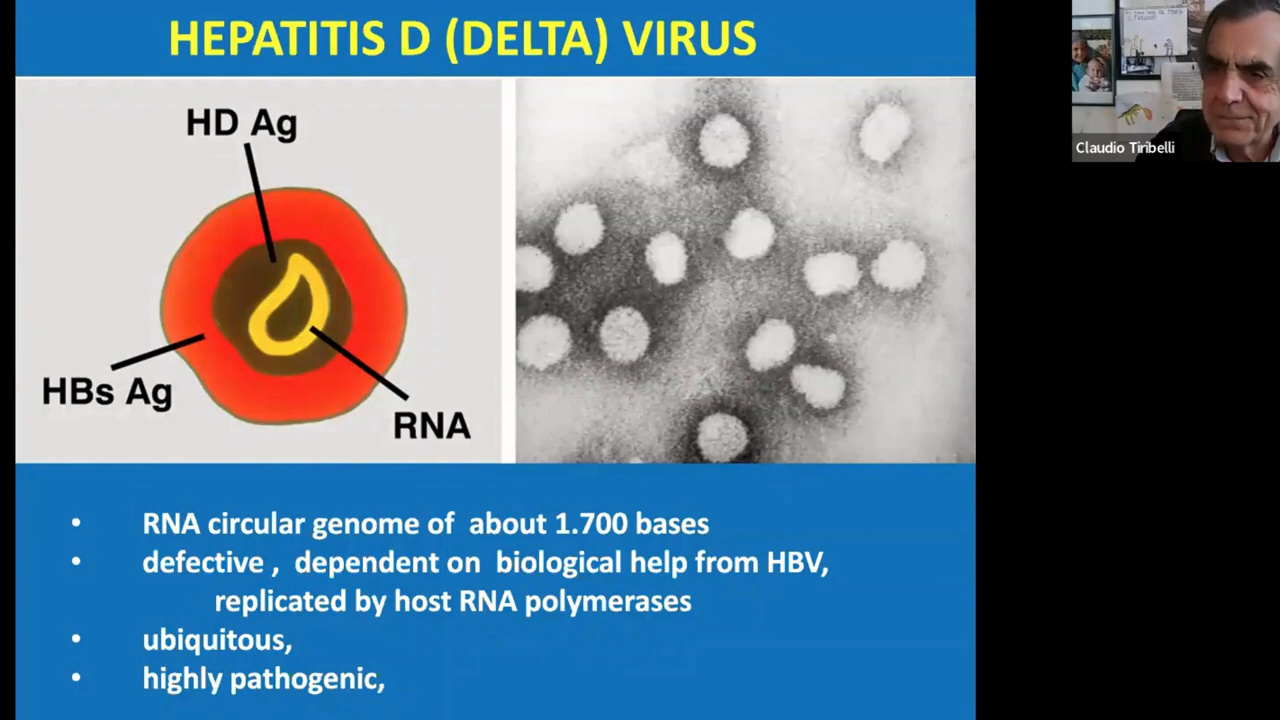 HEPATITIS D (DELTA) VIRUS
HD Ag
HBs Ag
RNA
• RNA circular genome of about 1.700 bases
• defective , dependent on biological help from HBV,
replicated by host RNA polymerases
• ubiquitous,
• highly pathogenic,
Claudio Tiribelli